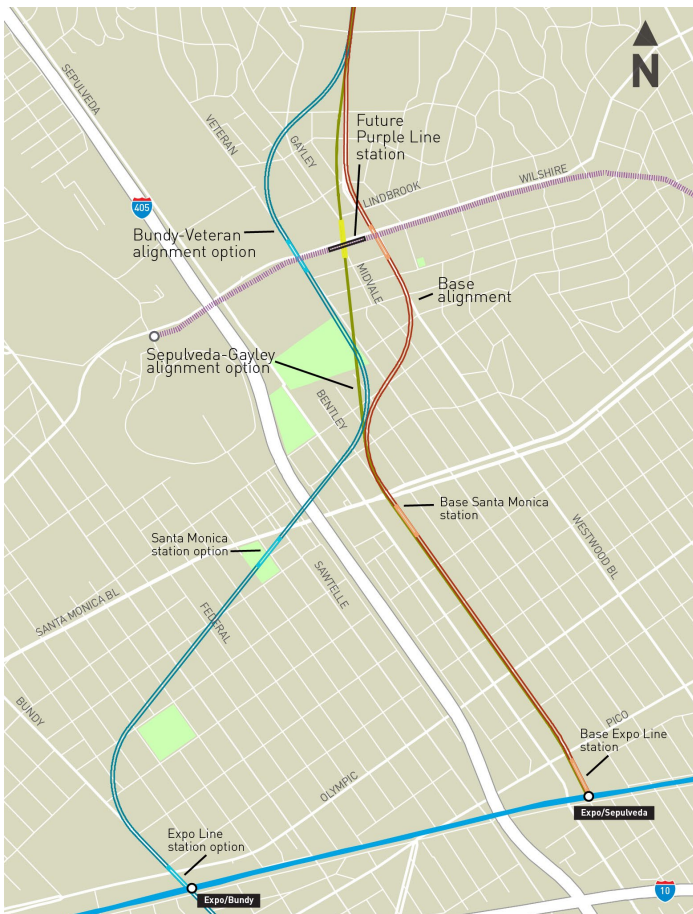 SEPULVEDA
VETERAN
GAYLEY
Future
Purple Line
station
N
WILSHIRE
LINDBROOK
405
Bundy-Veteran
alignment option
MIDVALE
Base
alignment
Sepulveda-Gayley
alignment option
BENTLEY
Base Santa Monica
station
Santa Monica
station option
WESTWOOD BL
SAWTELLE
SANTA MONICA BL
FEDERAL
BUNDY
PICO
Base Expo Line
station
OLYMPIC
Expo/Sepulveda
Expo Line
station option
Expo/Bundy
10